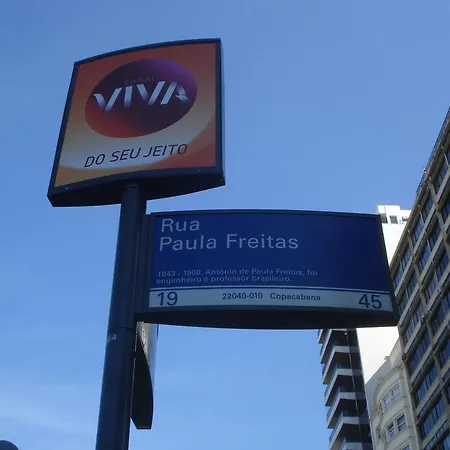 CANAL
VIVA
DO SEU JEITO
Rua
Paula Freitas
1843 - 1908. Antônio de Paula Freitas, foi
engenheiro e professor brasileiro.
19 22040-010 Copacabana 45